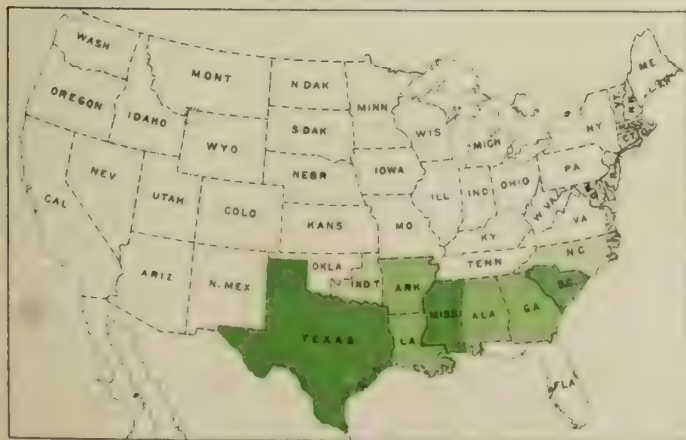 WASH
OREGON
IDAHO
MONT
N DAK
S DAK
WYO
NEBR
NEV
CAL
UTAH
COLO
KANS
ARIZ
N. MEX
OKLA
IND T
TEXAS
MINN
IOWA
MO
ARK
LA
WIS
ILL
MICH
IND
OHIO
KY
TENN
MISS
ALA
GA
FLA
S.C.
NC
VA
W VA
PA
NY
VT
ME